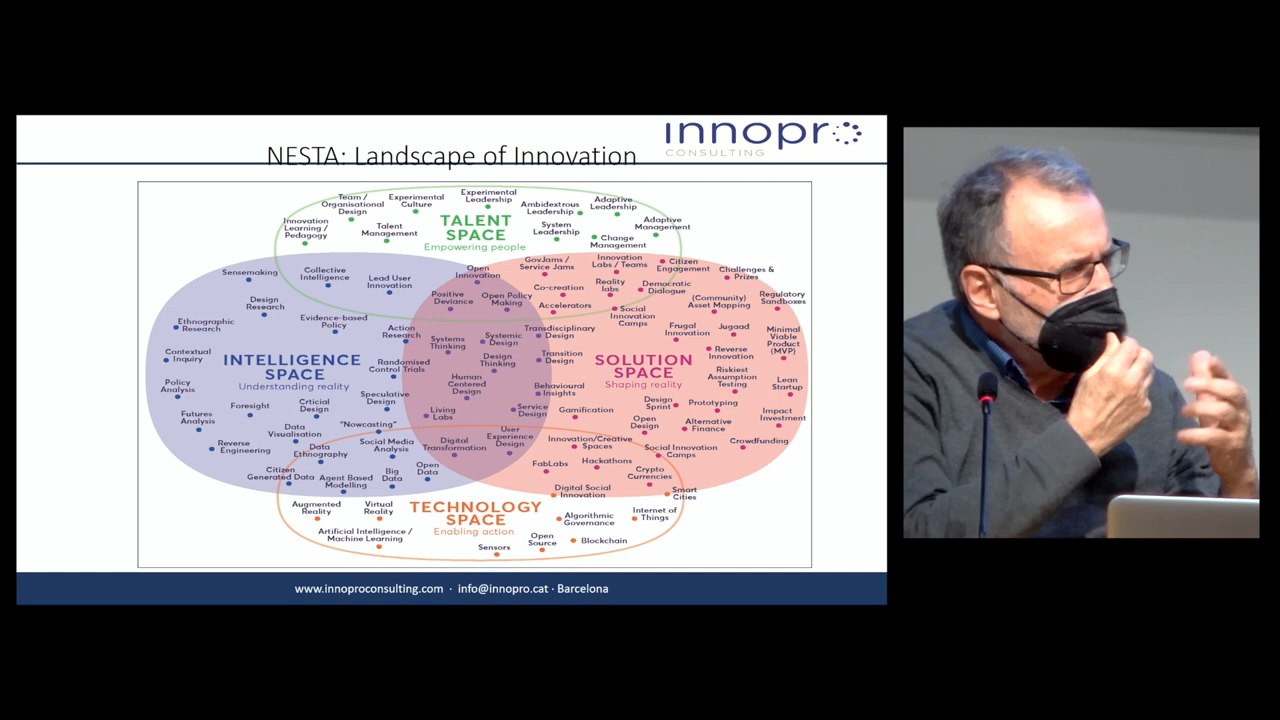 innopro
CONSULTING
NESTA: Landscape of Innovation
Experimental
Leadership
Team /
Organisational
Design
Experimental
Culture
Ambidextrous
Leadership
Adaptive
Leadership
TALENT
SPACE
Empowering people
Innovation
Learning /
Pedagogy
Talent
Management
System
Leadership
Adaptive
Management
Change
Management
Sensemaking
Collective
Intelligence
Lead User
Innovation
Open
Innovation
GovJams /
Service Jams
Innovation
Labs / Teams
Citizen
Engagement
Challenges &
Prizes
Design
Research
Positive
Deviance
Open Policy
Making
Co-creation
Reality
labs
Democratic
Dialogue
Accelerators
(Community)
Asset Mapping
Regulatory
Sandboxes
Ethnographic
Research
Evidence-based
Policy
Action
Research
Systems
Thinking
Systemic
Design
Transdisciplinary
Design
Social
Innovation
Camps
Frugal
Innovation
Jugaad
Minimal
Viable
Product
(MVP)
Contextual
Inquiry
INTELLIGENCE
SPACE
Understanding reality
Randomised
Control Trials
Design
Thinking
Transition
Design
SOLUTION
SPACE
Shaping reality
Reverse
Innovation
Policy
Analysis
Human
Centered
Design
Behavioural
Insights
Riskiest
Assumption
Testing
Lean
Startup
Foresight
Crticial
Design
Speculative
Design
Living
Labs
Service
Design
Gamification
Design
Sprint
Prototyping
Futures
Analysis
"Nowcasting"
Open
Design
Alternative
Finance
Impact
Investment
Reverse
Engineering
Data
Visualisation
Data
Ethnography
Social Media
Analysis
Digital
Transformation
User
Experience
Design
Innovation/Creative
Spaces
Social Innovation
Camps
Crowdfunding
Citizen
Generated Data
Agent Based
Modelling
Big
Data
Open
Data
FabLabs
Hackathons
Crypto
Currencies
Digital Social
Innovation
Smart
Cities
Augmented
Reality
Virtual
Reality
TECHNOLOGY
SPACE
Enabling action
Algorithmic
Governance
Internet of
Things
Artificial Intelligence /
Machine Learning
Sensors
Open
Source
Blockchain
www.innoproconsulting.com · info@innopro.cat · Barcelona